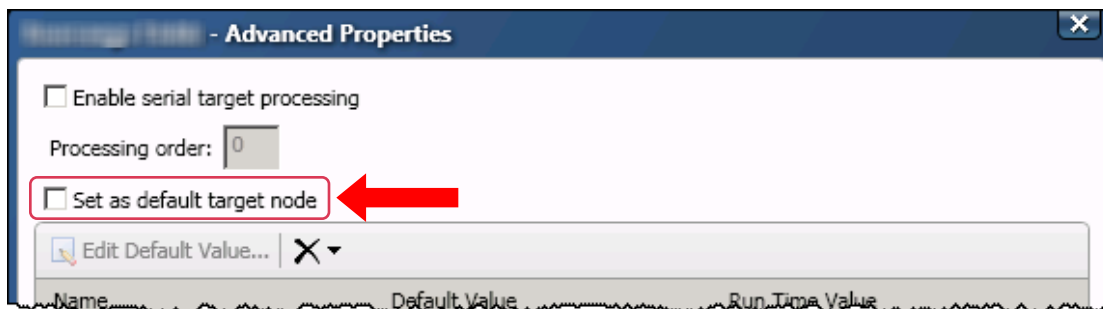 - Advanced Properties
Enable serial target processing
Processing order: 0
Set as default target node
Edit Default Value...
Name Default Value Run Time Value